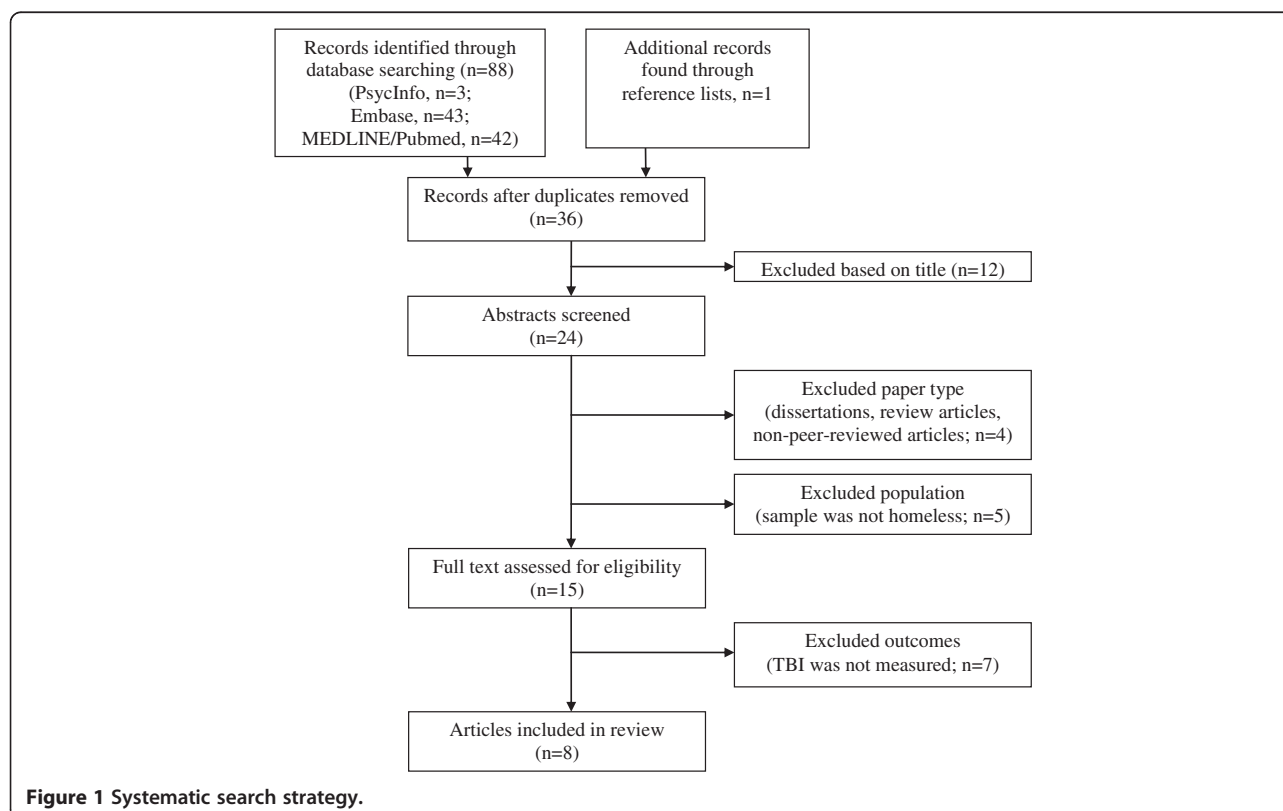 Records identified through
database searching (n=88)
(PsycInfo, n=3;
Embase, n=43;
MEDLINE/Pubmed, n=42)
Additional records
found through
reference lists, n=1
Records after duplicates removed
(n=36)
Excluded based on title (n=12)
Abstracts screened
(n=24)
Excluded paper type
(dissertations, review articles,
non-peer-reviewed articles; n=4)
Excluded population
(sample was not homeless; n=5)
Full text assessed for eligibility
(n=15)
Excluded outcomes
(TBI was not measured; n=7)
Articles included in review
(n=8)
Figure 1 Systematic search strategy.